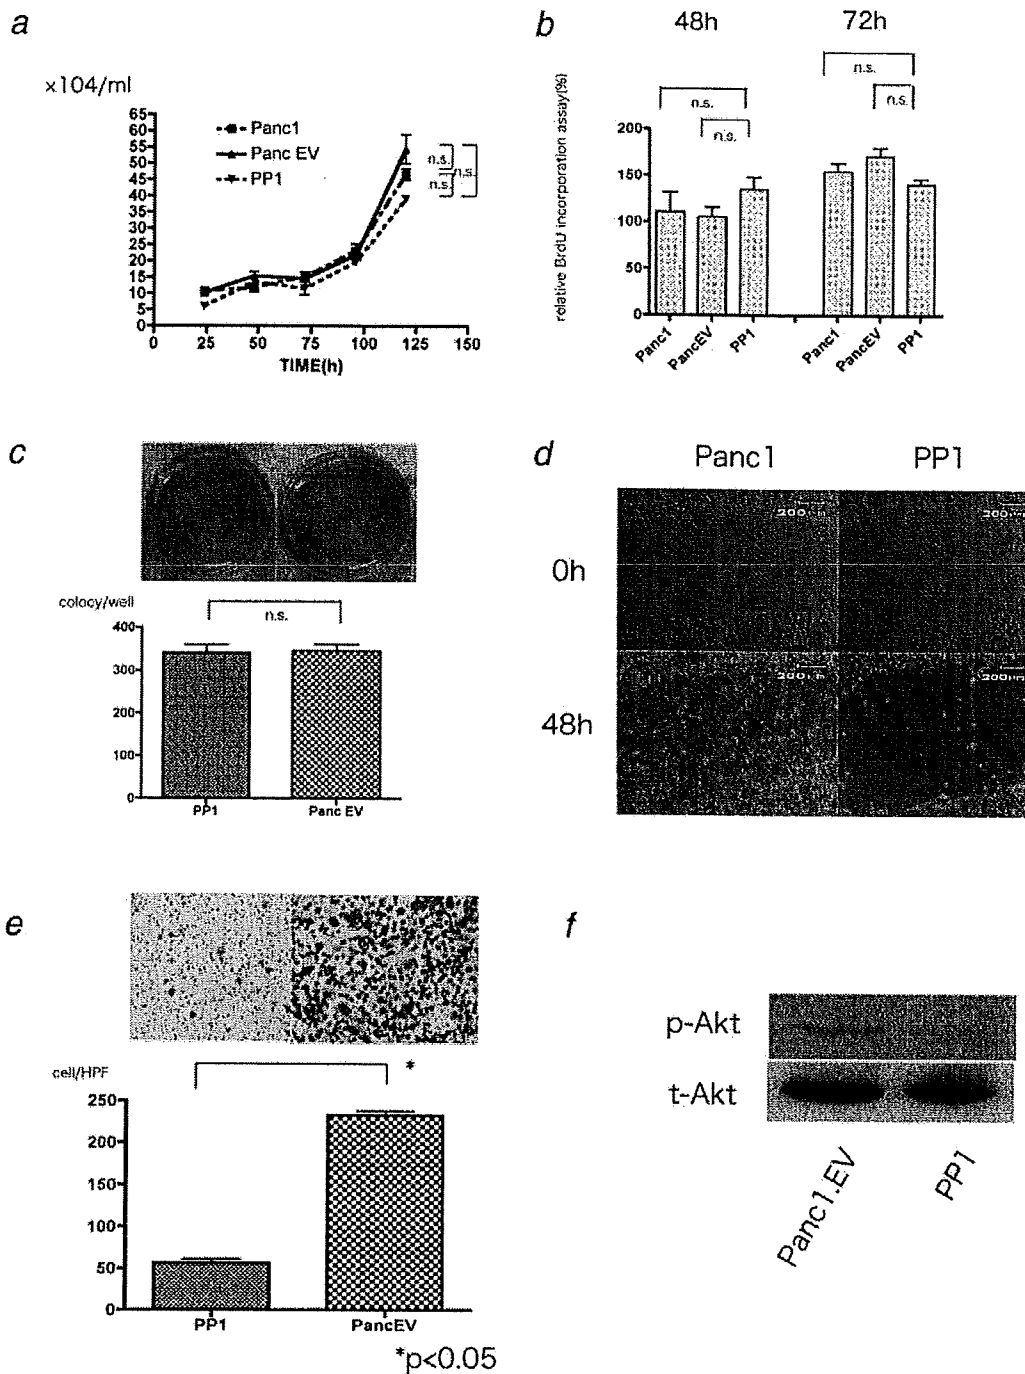 a
×104/ml
65
60
55
50
45
40
35
30
25
20
15
10
5
0
Panc1
Panc EV
PP1
n.s.
n.s.
n.s.
0 25 50 75 100 125 150
TIME(h)
b
48h 72h
relative BrdU incorporation assay(%)
n.s.
n.s.
n.s.
n.s.
200
150
100
50
0
Panc1 PancEV PP1 Panc1 PancEV PP1
c
colocy/well
n.s.
400
300
200
100
0
PP1 Panc EV
d
Panc1 PP1
0h
48h
200μm 200μm
200μm 200μm
e
cell/HPF
*
250
200
150
100
50
0
PP1 PancEV
*p<0.05
f
p-Akt
t-Akt
Panc1.EV PP1